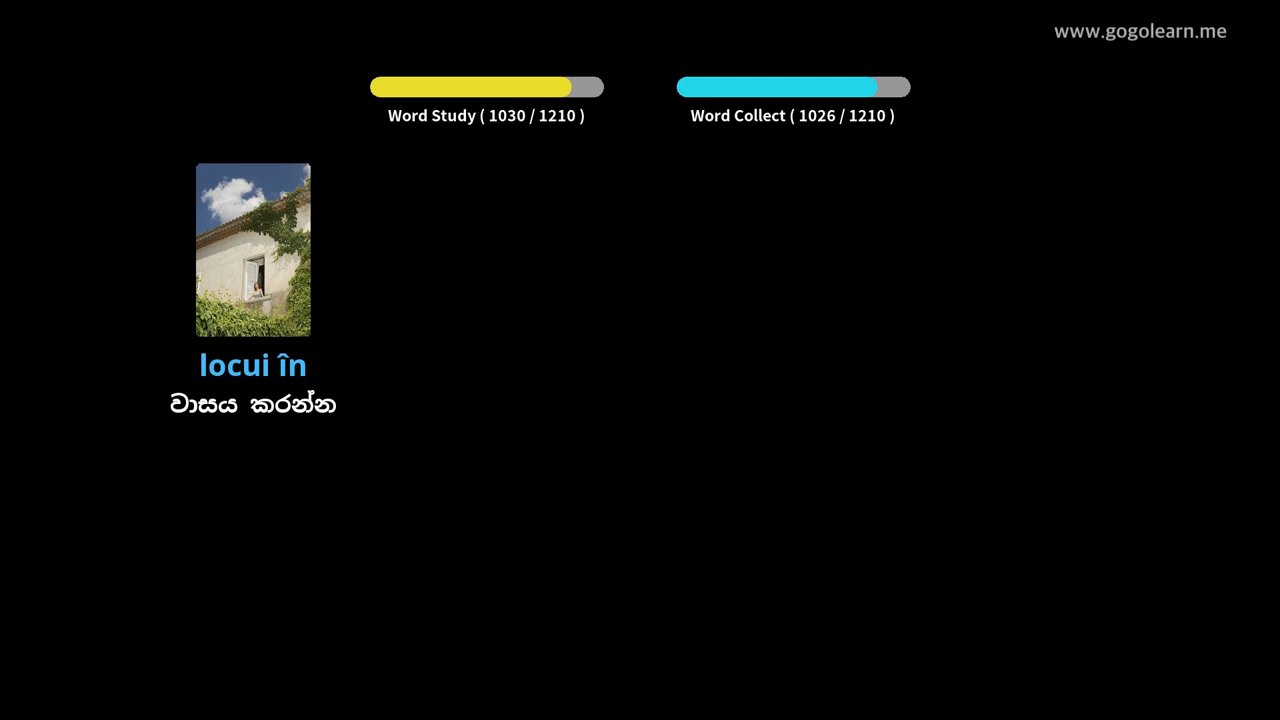 www.gogolearn.me
Word Study ( 1030 / 1210 )
Word Collect ( 1026 / 1210 )
locui în
වාසය කරන්න